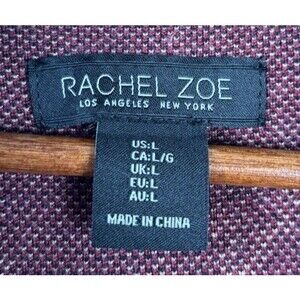 RACHEL ZOE
LOS ANGELES NEW YORK
US:L
CA:L/G
UK:L
EU:L
AU:L
MADE IN CHINA